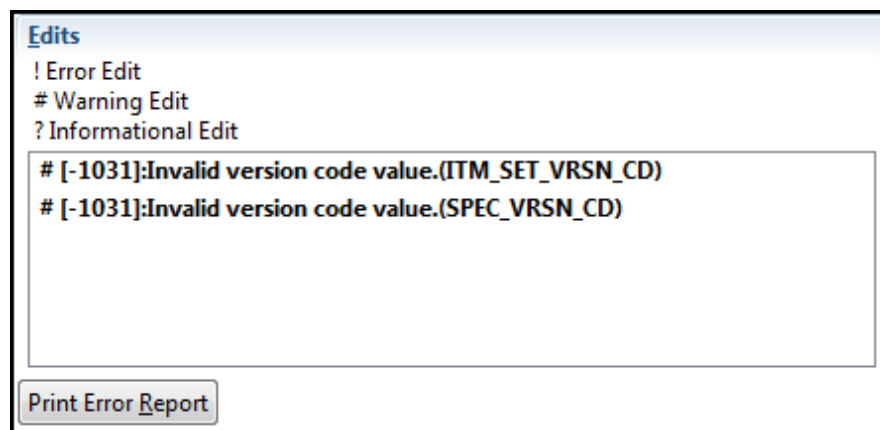 Edits
! Error Edit
# Warning Edit
? Informational Edit
# [-1031]:Invalid version code value.(ITM_SET_VRSN_CD)
# [-1031]:Invalid version code value.(SPEC_VRSN_CD)
Print Error Report